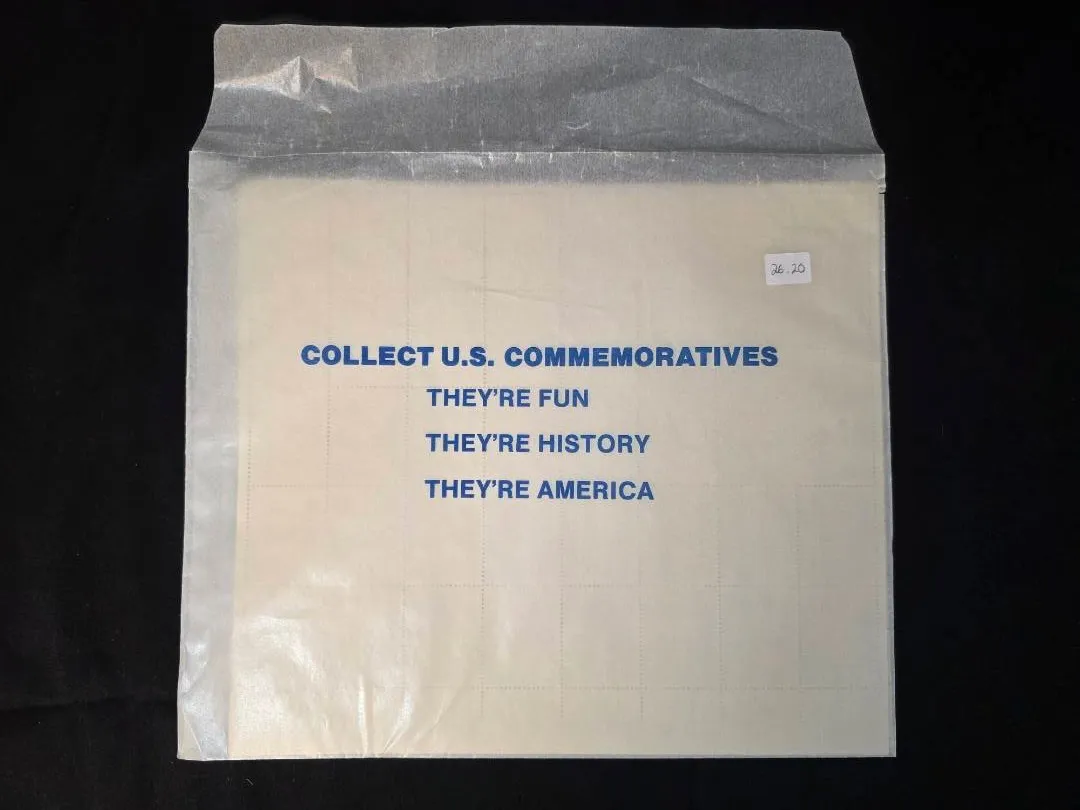 26.20
COLLECT U.S. COMMEMORATIVES
THEY'RE FUN
THEY'RE HISTORY
THEY'RE AMERICA